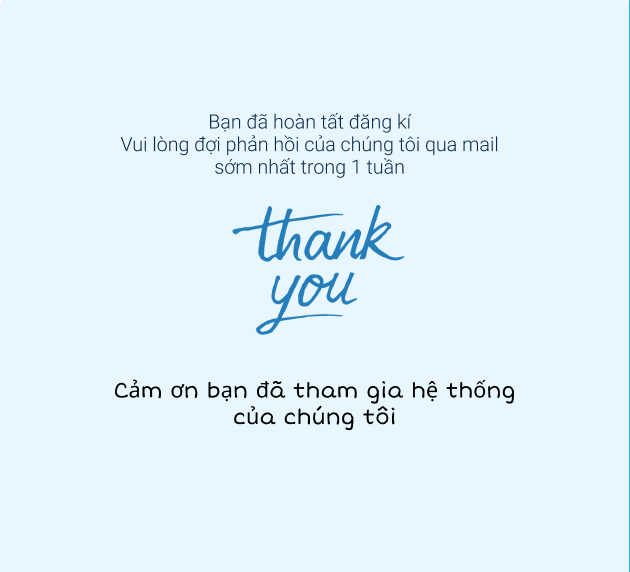 Bạn đã hoàn tất đăng kí
Vui lòng đợi phản hồi của chúng tôi qua mail
sớm nhất trong 1 tuần
thank
you
Cảm ơn bạn đã tham gia hệ thống
của chúng tôi